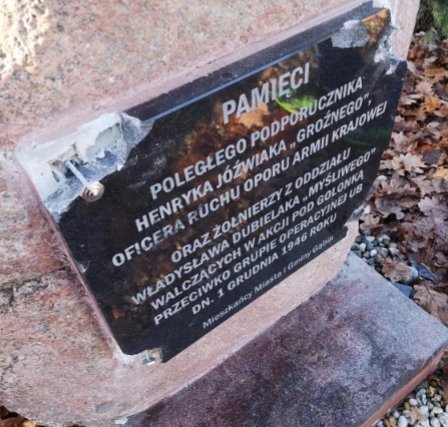 PAMIĘCI
POLEGŁEGO PODPORUCZNIKA
HENRYKA JÓŹWIAKA „GROŹNEGO”,
OFICERA RUCHU OPORU ARMII KRAJOWEJ
ORAZ ŻOŁNIERZY Z ODDZIAŁU
WŁADYSŁAWA DUBIELAKA „MYŚLIWEGO”
WALCZĄCYCH W AKCJI POD GOLONKĄ
PRZECIWKO GRUPIE OPERACYJNEJ UB
DN. 1 GRUDNIA 1946 ROKU
Mieszkańcy Miasta i Gminy Gąbin